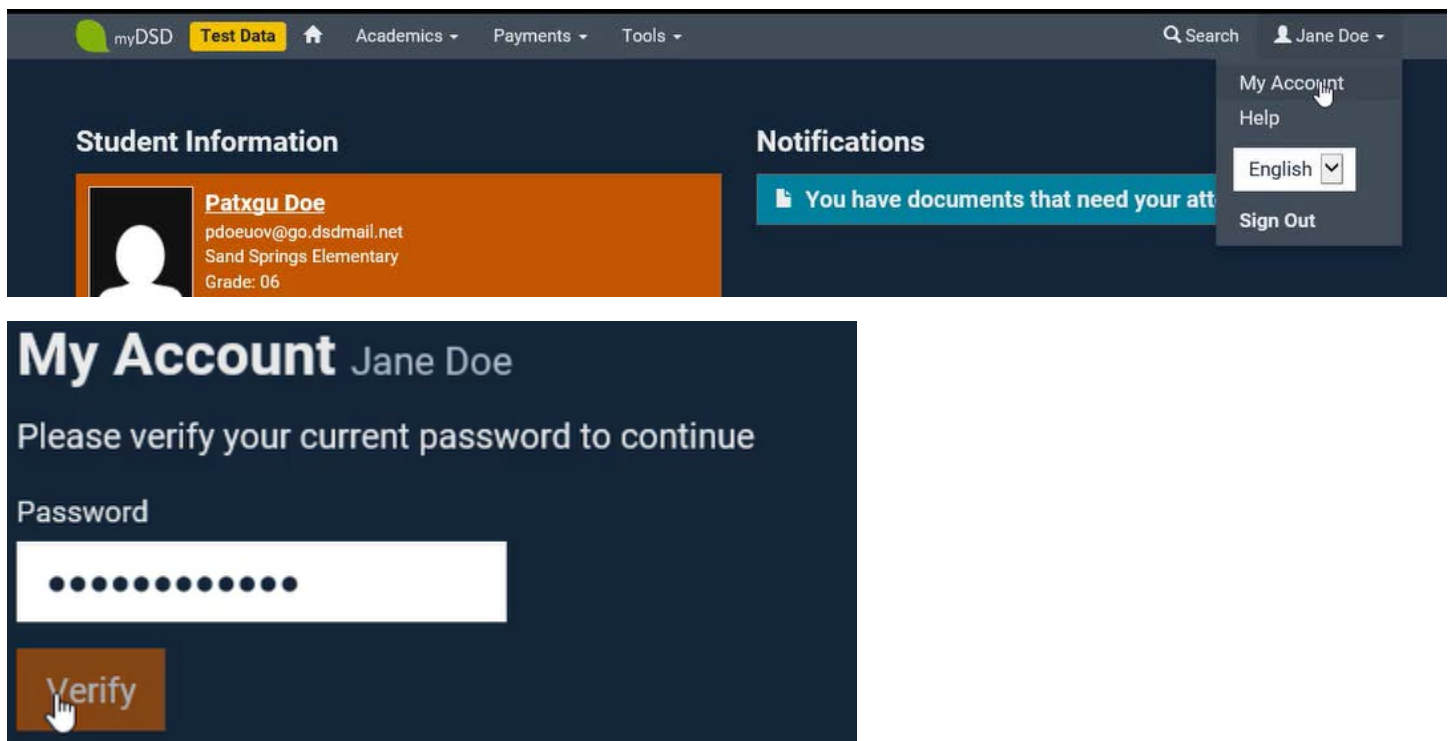 myDSD Test Data Academics Payments Tools Search Jane Doe
My Account
Help
English
Sign Out
Student Information
Patxgu Doe
pdoeuov@go.dsdmail.net
Sand Springs Elementary
Grade: 06
Notifications
You have documents that need your att
My Account Jane Doe
Please verify your current password to continue
Password
Verify